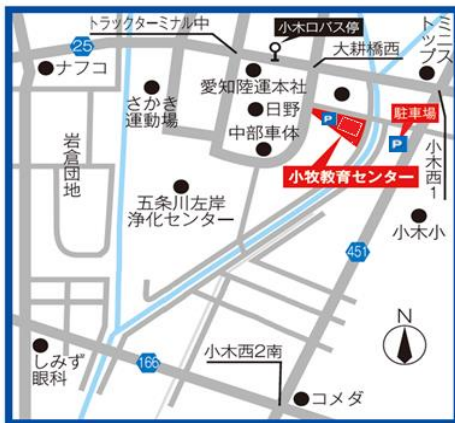 トラックターミナル中
小木口バス停
大耕橋西
ミニストップ
25
ナフコ
愛知陸運本社
さかき
運動場
日野
P
駐車場
P
中部車体
小牧教育センター
小木西1
岩倉団地
五条川左岸
浄化センター
小木小
451
N
しみず
眼科
166
小木西2南
コメダ